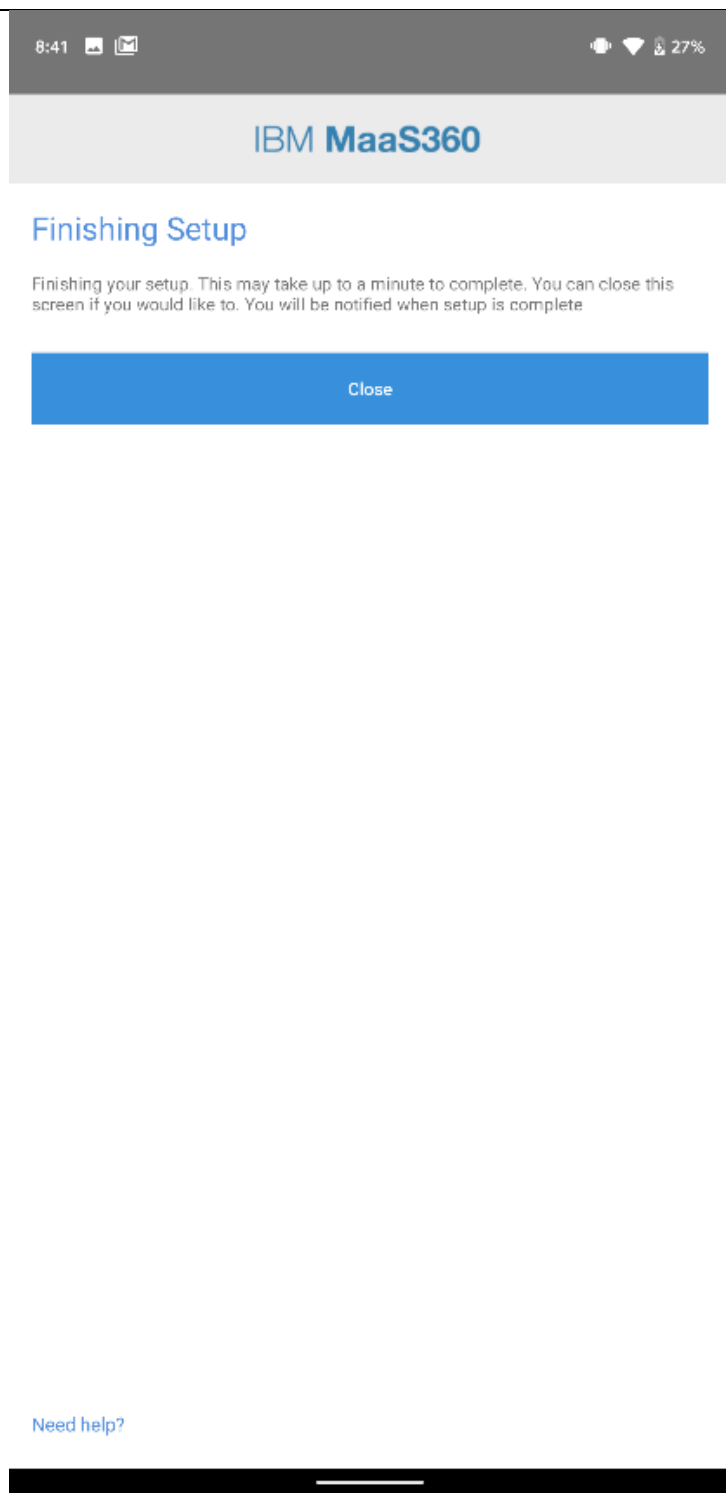 8:41 27%
IBM MaaS360
Finishing Setup
Finishing your setup. This may take up to a minute to complete. You can close this
screen if you would like to. You will be notified when setup is complete
Close
Need help?